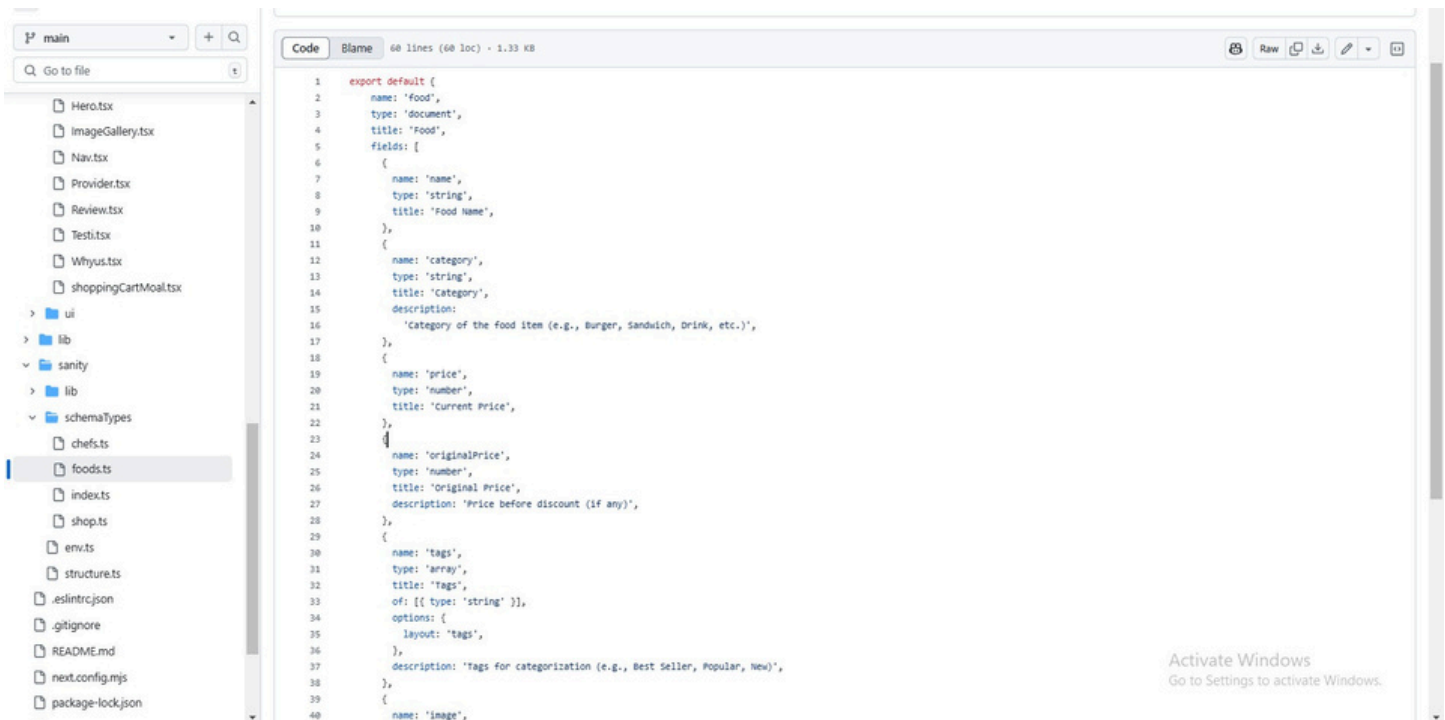 main
Go to file
t
Hero.tsx
ImageGallery.tsx
Nav.tsx
Provider.tsx
Review.tsx
Testi.tsx
Whyus.tsx
shoppingCartMoal.tsx
ui
lib
sanity
lib
schemaTypes
chefs.ts
foods.ts
index.ts
shop.ts
env.ts
structure.ts
.eslintrc.json
.gitignore
README.md
next.config.mjs
package-lock.json
Code Blame 60 lines (60 loc) · 1.33 KB Raw
1 export default {
2 name: 'food',
3 type: 'document',
4 title: 'Food',
5 fields: [
6 {
7 name: 'name',
8 type: 'string',
9 title: 'Food Name',
10 },
11 {
12 name: 'category',
13 type: 'string',
14 title: 'Category',
15 description:
16 'Category of the food item (e.g., Burger, Sandwich, Drink, etc.)',
17 },
18 {
19 name: 'price',
20 type: 'number',
21 title: 'Current Price',
22 },
23 {
24 name: 'originalPrice',
25 type: 'number',
26 title: 'Original Price',
27 description: 'Price before discount (if any)',
28 },
29 {
30 name: 'tags',
31 type: 'array',
32 title: 'Tags',
33 of: [{ type: 'string' }],
34 options: {
35 layout: 'tags',
36 },
37 description: 'Tags for categorization (e.g., Best Seller, Popular, New)',
38 },
39 {
40 name: 'image',
Activate Windows
Go to Settings to activate Windows.